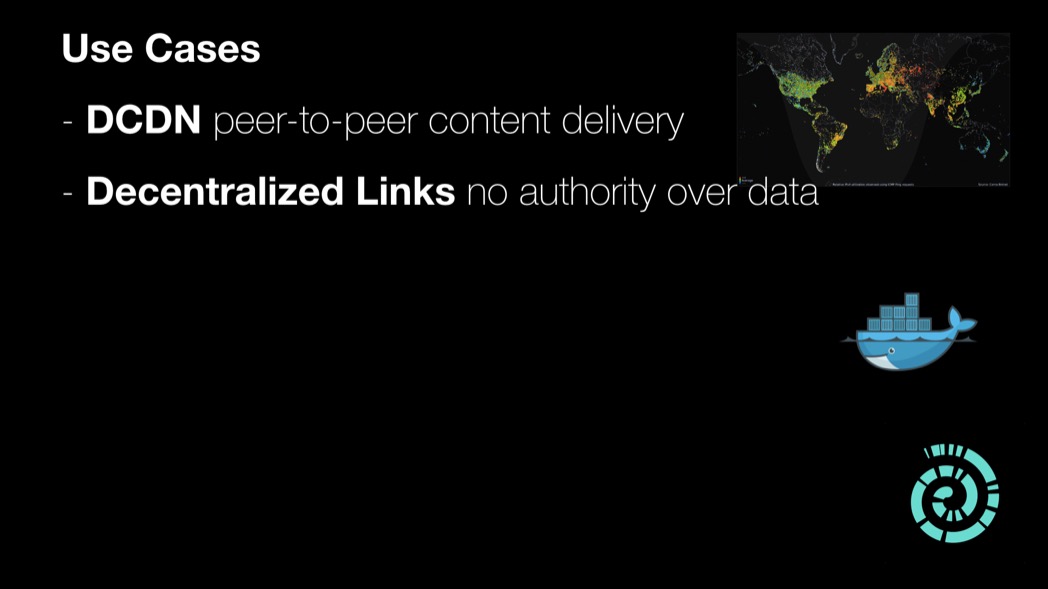 Use Cases
- DCDN peer-to-peer content delivery
- Decentralized Links no authority over data